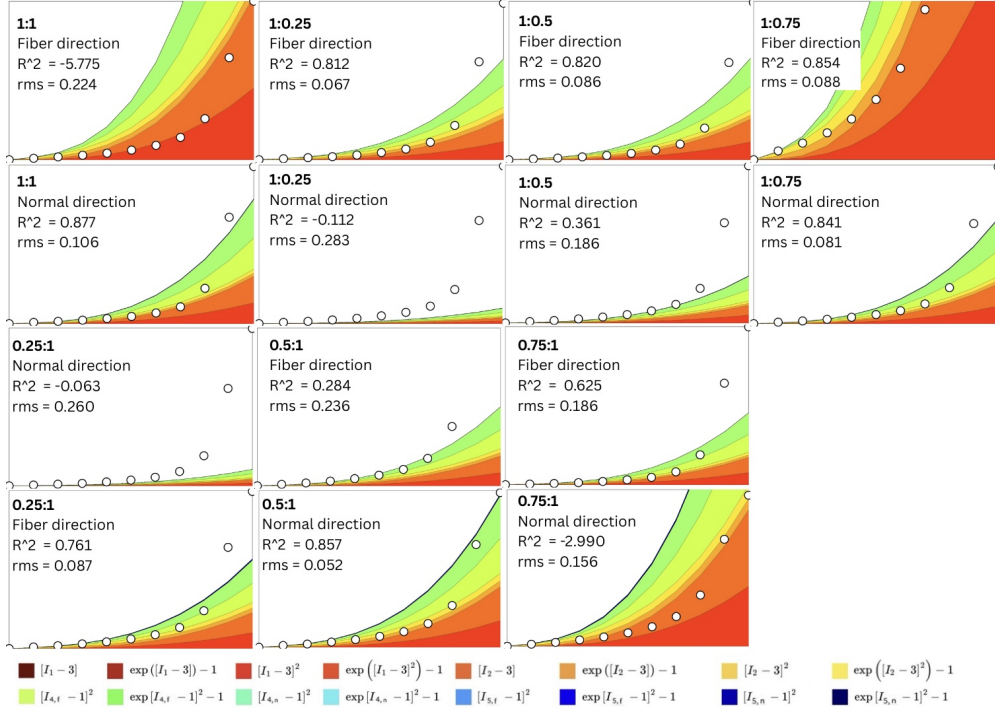 1:1
Fiber direction
R^2 = -5.775
rms = 0.224
1:0.25
Fiber direction
R^2 = 0.812
rms = 0.067
1:0.5
Fiber direction
R^2 = 0.820
rms = 0.086
1:0.75
Fiber direction
R^2 = 0.854
rms = 0.088
1:1
Normal direction
R^2 = 0.877
rms = 0.106
1:0.25
Normal direction
R^2 = -0.112
rms = 0.283
1:0.5
Normal direction
R^2 = 0.361
rms = 0.186
1:0.75
Normal direction
R^2 = 0.841
rms = 0.081
0.25:1
Normal direction
R^2 = -0.063
rms = 0.260
0.5:1
Fiber direction
R^2 = 0.284
rms = 0.236
0.75:1
Fiber direction
R^2 = 0.625
rms = 0.186
0.25:1
Fiber direction
R^2 = 0.761
rms = 0.087
0.5:1
Normal direction
R^2 = 0.857
rms = 0.052
0.75:1
Normal direction
R^2 = -2.990
rms = 0.156
[I₁ − 3] exp([I₁ − 3]) − 1 [I₁ − 3]² exp([I₁ − 3]²) − 1 [I₂ − 3] exp([I₂ − 3]) − 1 [I₂ − 3]² exp([I₂ − 3]²) − 1
[I₄,f − 1]² exp[I₄,f − 1]² − 1 [I₄,n − 1]² exp[I₄,n − 1]² − 1 [I₅,f − 1]² exp[I₅,f − 1]² − 1 [I₅,n − 1]² exp[I₅,n − 1]² − 1